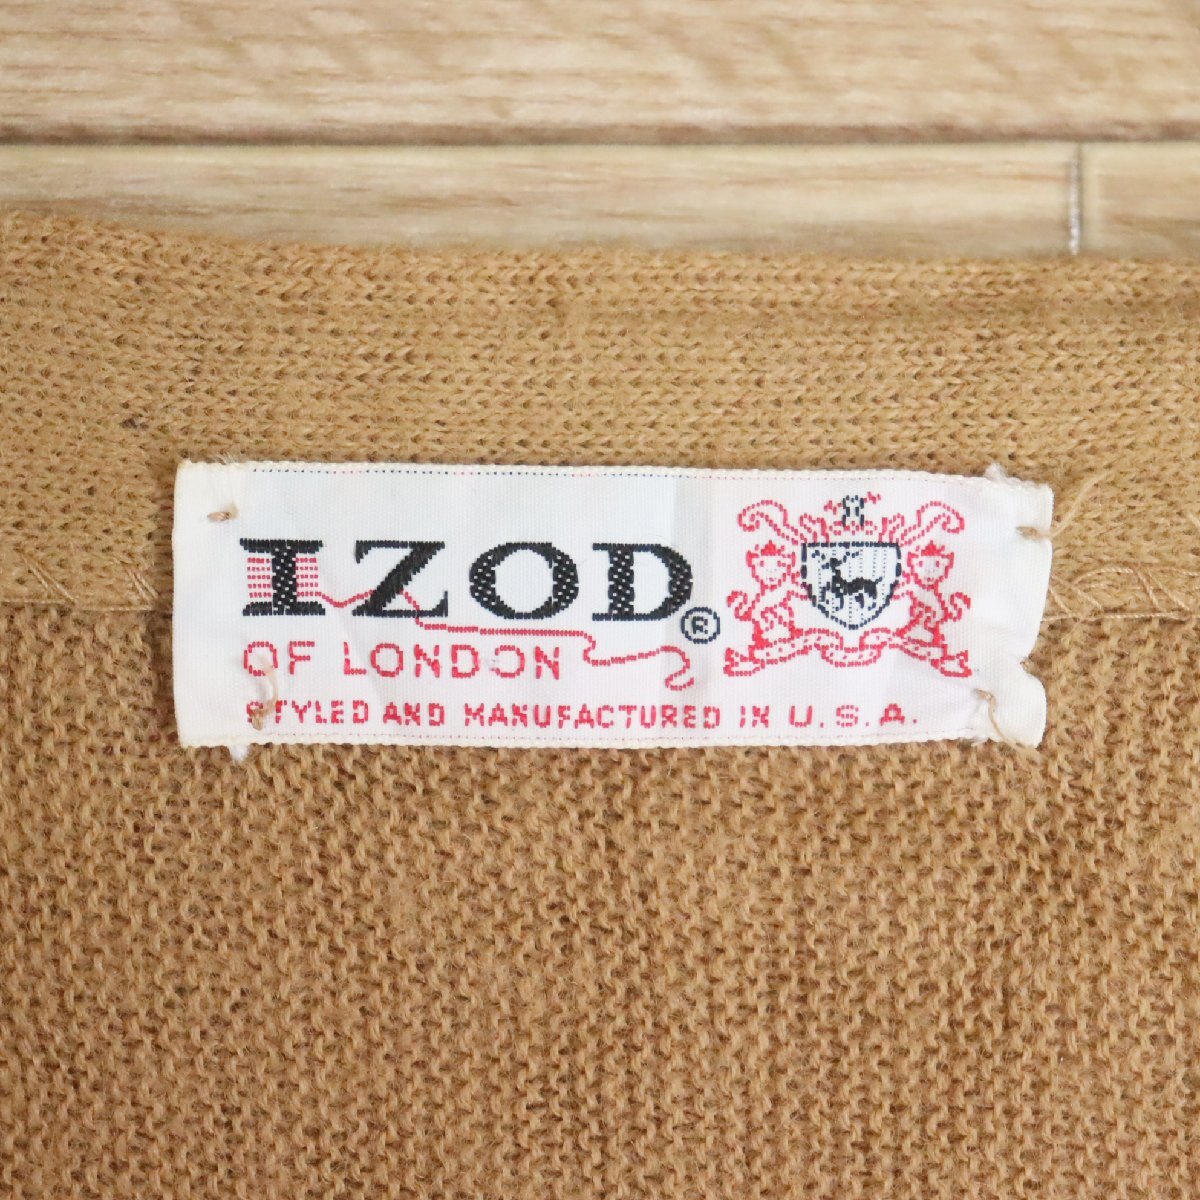 IZOD®
OF LONDON
STYLED AND MANUFACTURED IN U.S.A.